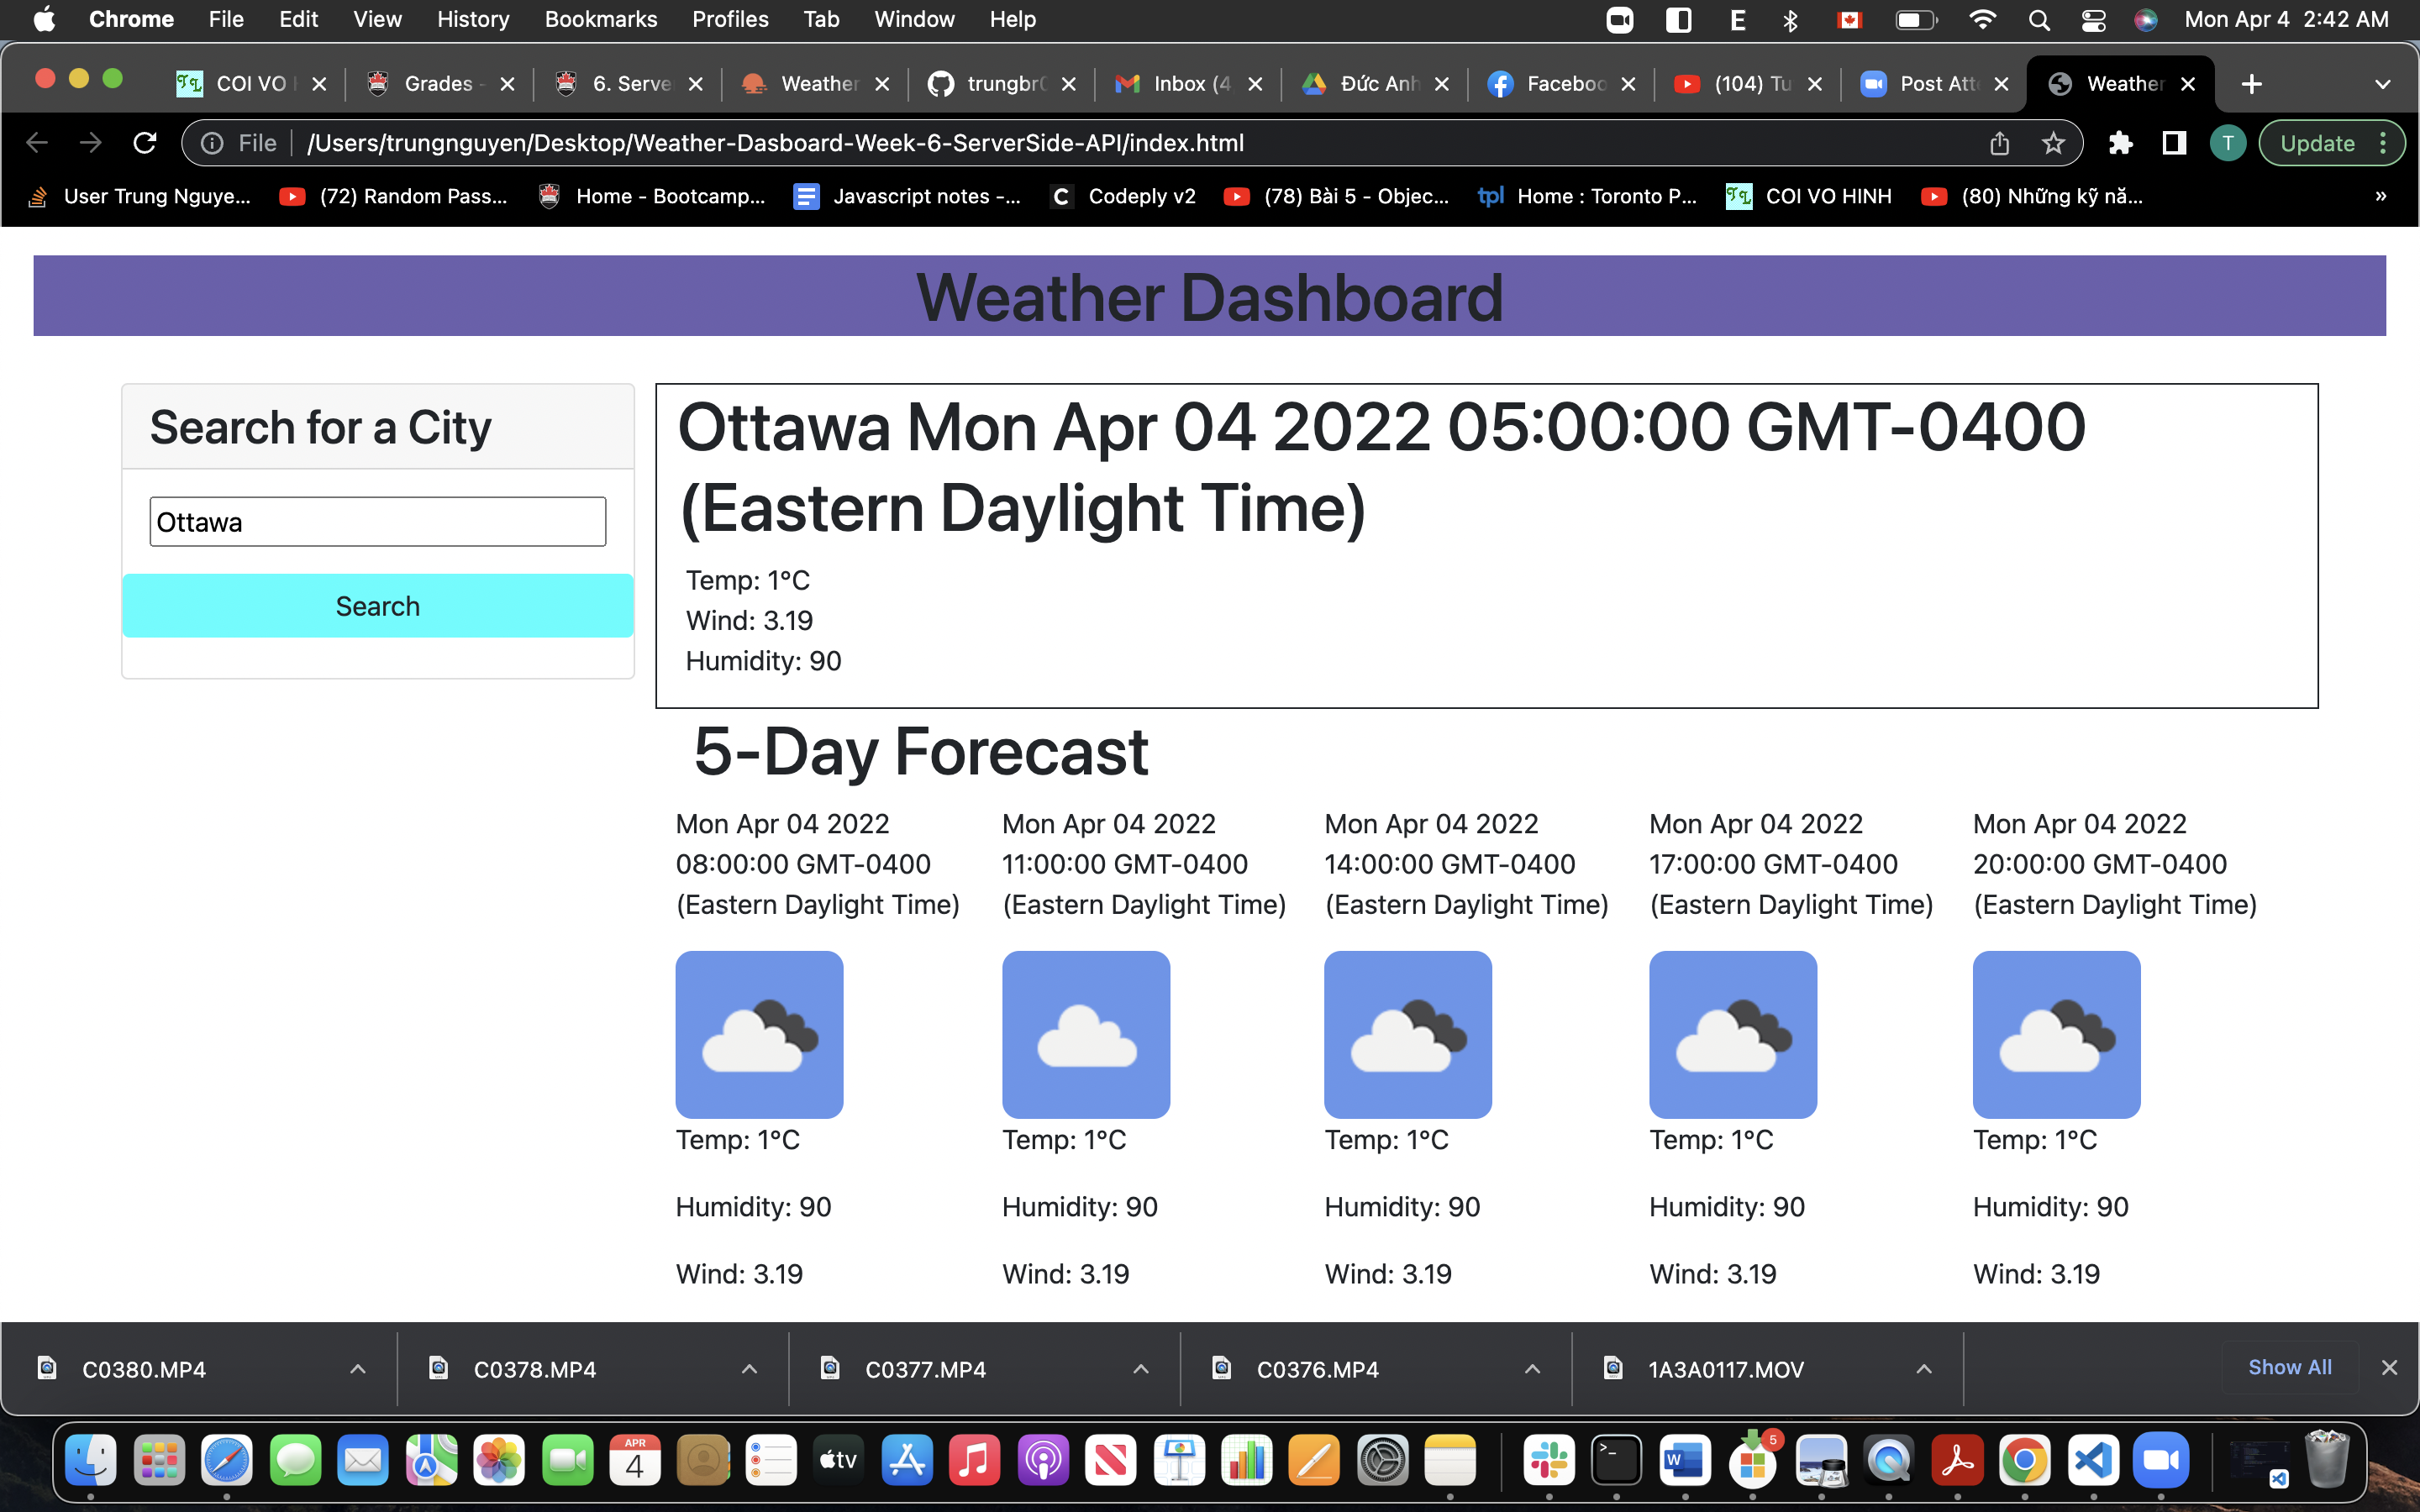 Chrome File Edit View History Bookmarks Profiles Tab Window Help E Mon Apr 4 2:42 AM
COI VO Grades - 6. Serve Weather trungbr Inbox (4 Đức Anh Faceboo (104) Tu Post Att Weather
File /Users/trungnguyen/Desktop/Weather-Dasboard-Week-6-ServerSide-API/index.html T Update
User Trung Nguye... (72) Random Pass... Home - Bootcamp... Javascript notes -... C Codeply v2 (78) Bài 5 - Objec... tpl Home : Toronto P... TL COI VO HINH (80) Những kỹ nă... »
Weather Dashboard
Search for a City
Ottawa
Search
Ottawa Mon Apr 04 2022 05:00:00 GMT-0400
(Eastern Daylight Time)
Temp: 1°C
Wind: 3.19
Humidity: 90
5-Day Forecast
Mon Apr 04 2022
08:00:00 GMT-0400
(Eastern Daylight Time)
Temp: 1°C
Humidity: 90
Wind: 3.19
Mon Apr 04 2022
11:00:00 GMT-0400
(Eastern Daylight Time)
Temp: 1°C
Humidity: 90
Wind: 3.19
Mon Apr 04 2022
14:00:00 GMT-0400
(Eastern Daylight Time)
Temp: 1°C
Humidity: 90
Wind: 3.19
Mon Apr 04 2022
17:00:00 GMT-0400
(Eastern Daylight Time)
Temp: 1°C
Humidity: 90
Wind: 3.19
Mon Apr 04 2022
20:00:00 GMT-0400
(Eastern Daylight Time)
Temp: 1°C
Humidity: 90
Wind: 3.19
C0380.MP4 C0378.MP4 C0377.MP4 C0376.MP4 1A3A0117.MOV Show All
APR
4
tv
W
5